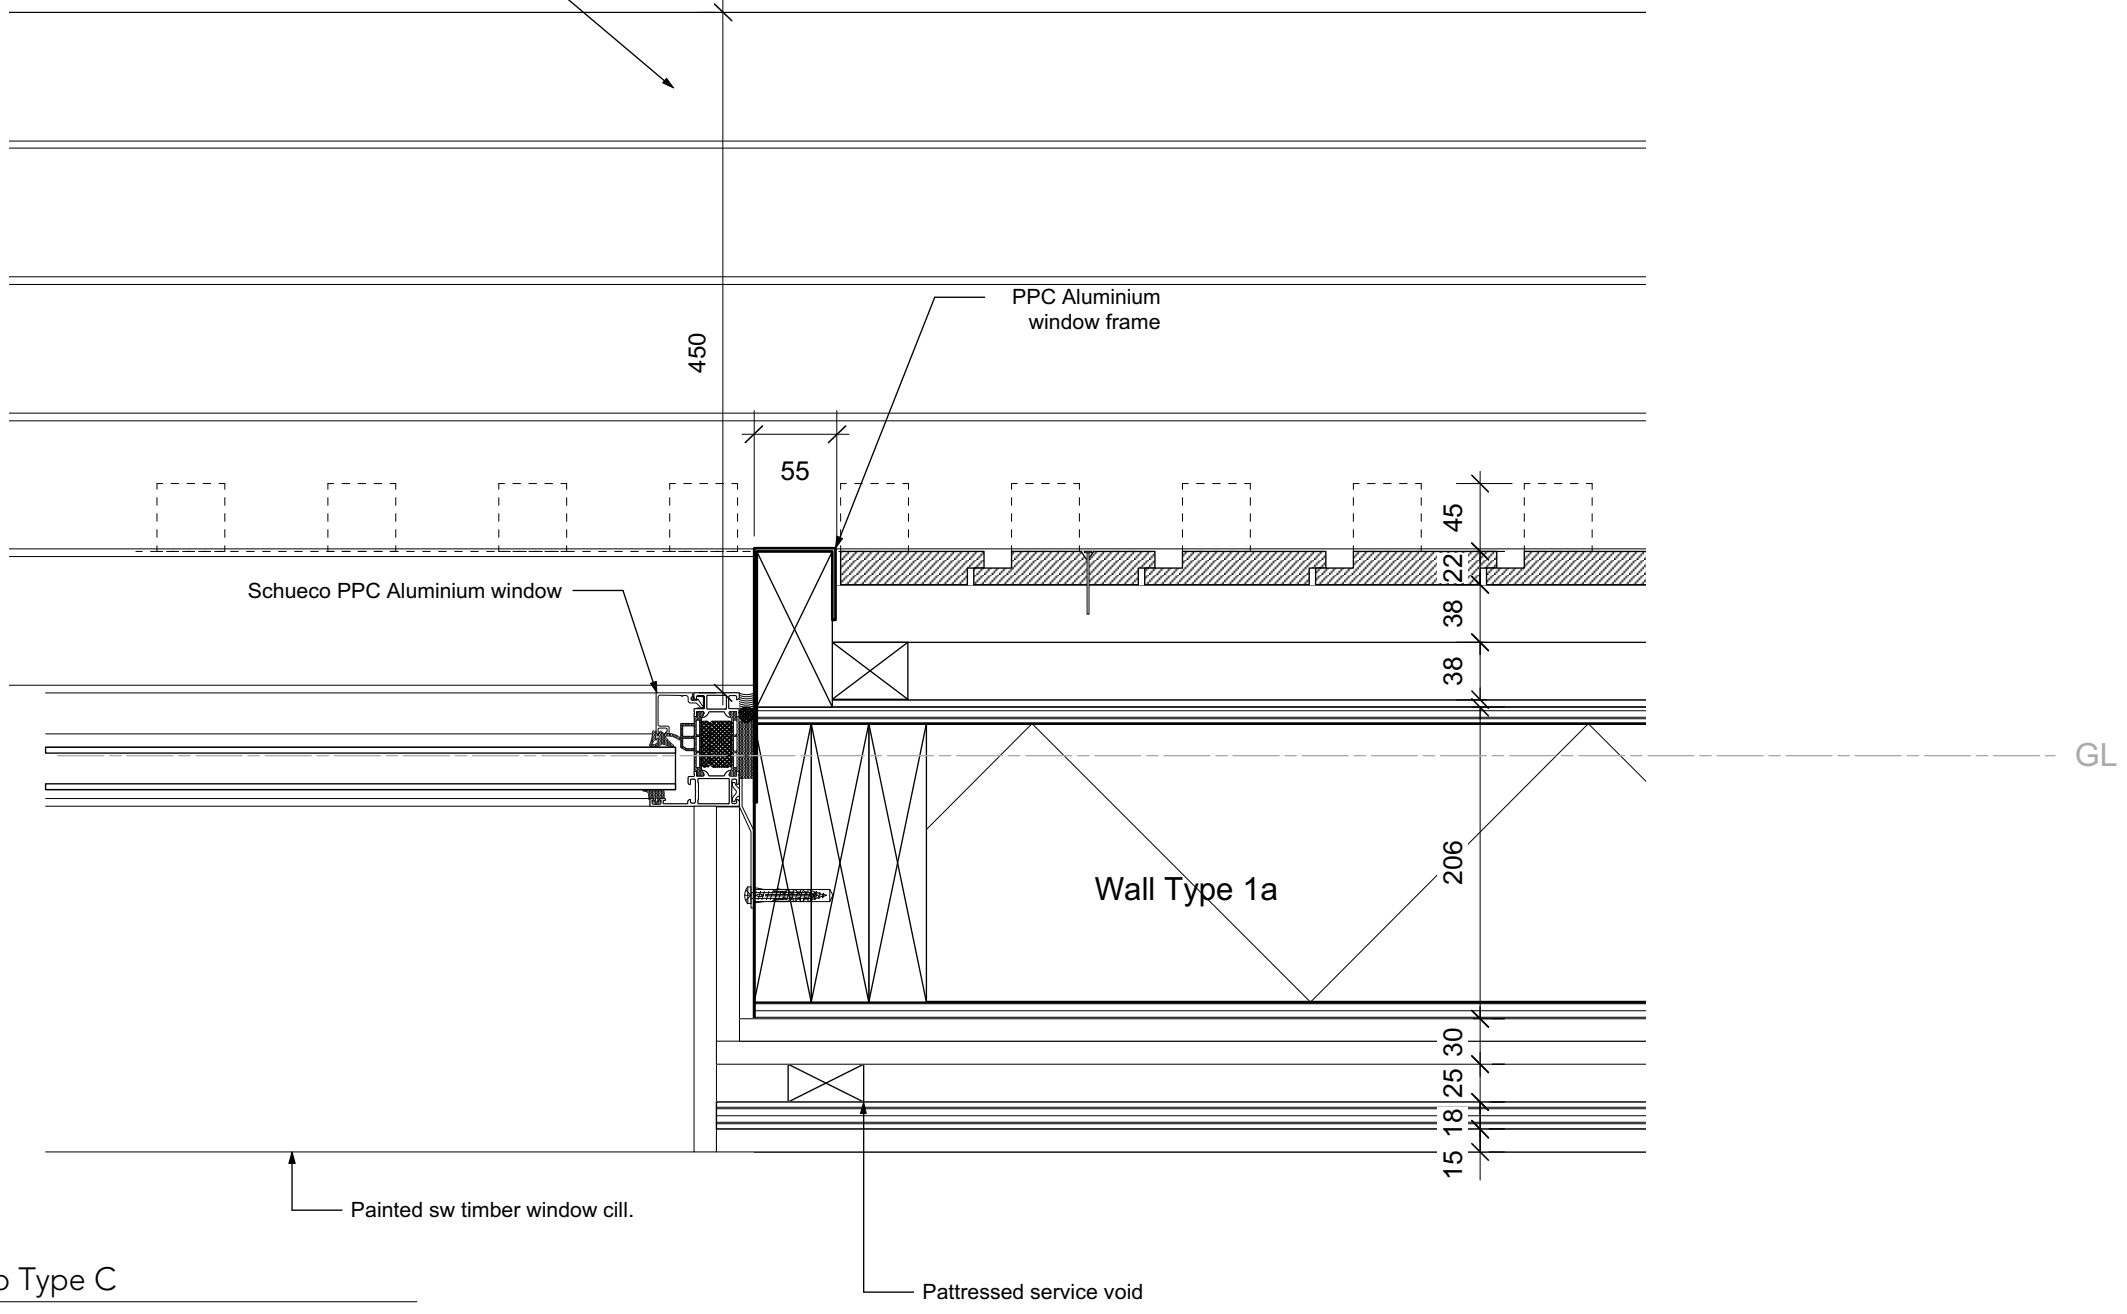 PPC Aluminium
window frame
450
55
45
22
38
38
Schueco PPC Aluminium window
GL
206
Wall Type 1a
30
25
18
15
Painted sw timber window cill.
Type C
Pattressed service void